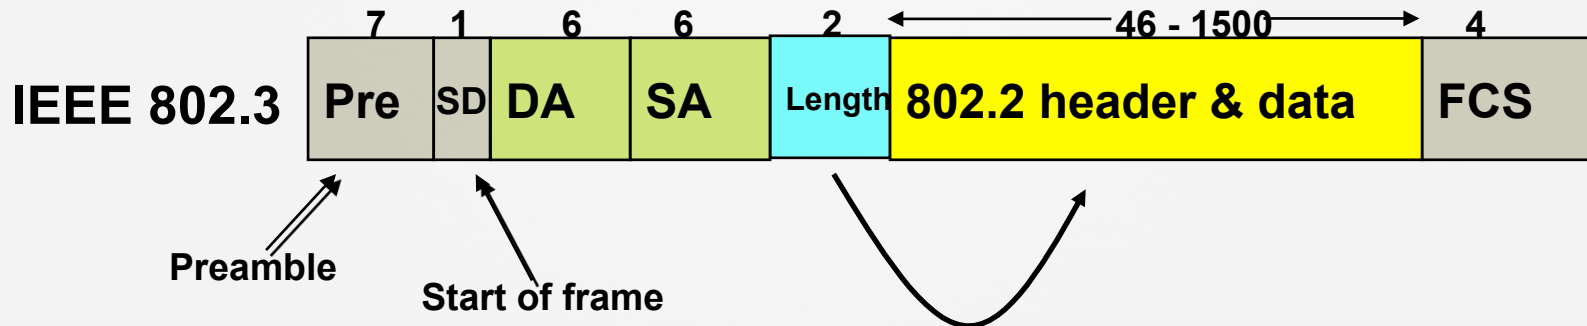 7 1 6 6 2 46 - 1500 4
IEEE 802.3 Pre SD DA SA Length 802.2 header & data FCS
Preamble
Start of frame